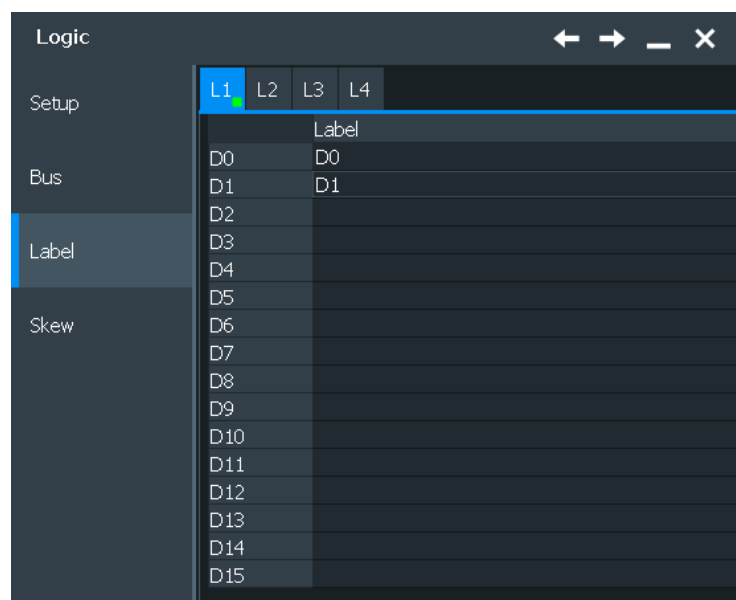 Logic
L1 L2 L3 L4
Setup
Label
D0 D0
Bus
D1 D1
D2
Label
D3
D4
D5
Skew
D6
D7
D8
D9
D10
D11
D12
D13
D14
D15